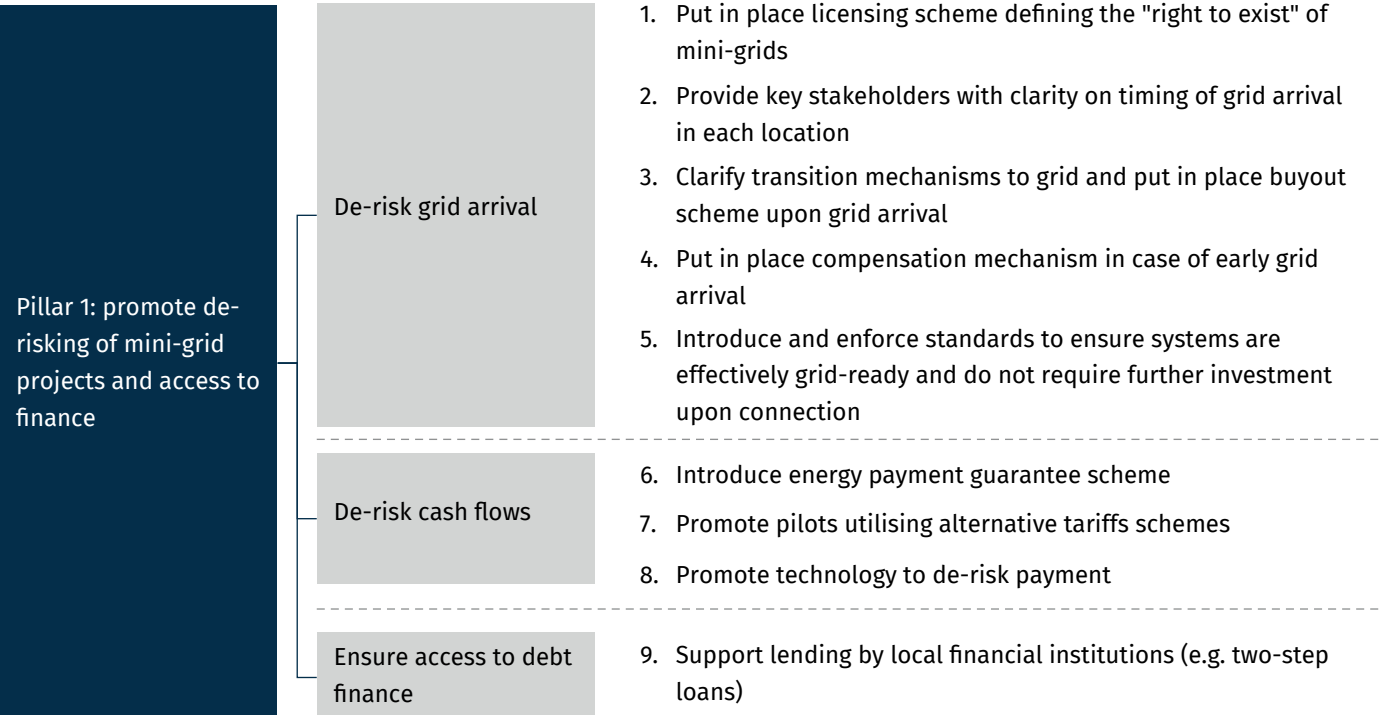 Pillar 1: promote de-
risking of mini-grid
projects and access to
finance
De-risk grid arrival
1. Put in place licensing scheme defining the "right to exist" of
mini-grids
2. Provide key stakeholders with clarity on timing of grid arrival
in each location
3. Clarify transition mechanisms to grid and put in place buyout
scheme upon grid arrival
4. Put in place compensation mechanism in case of early grid
arrival
5. Introduce and enforce standards to ensure systems are
effectively grid-ready and do not require further investment
upon connection
De-risk cash flows
6. Introduce energy payment guarantee scheme
7. Promote pilots utilising alternative tariffs schemes
8. Promote technology to de-risk payment
Ensure access to debt
finance
9. Support lending by local financial institutions (e.g. two-step
loans)